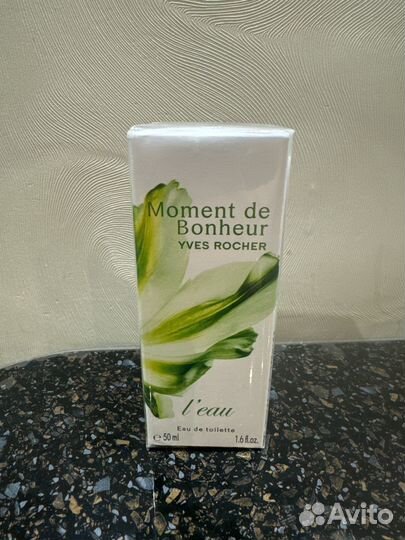 Moment de
Bonheur
YVES ROCHER
l'eau
Eau de toilette
℮ 50 ml 1.6 fl.oz.
Avito